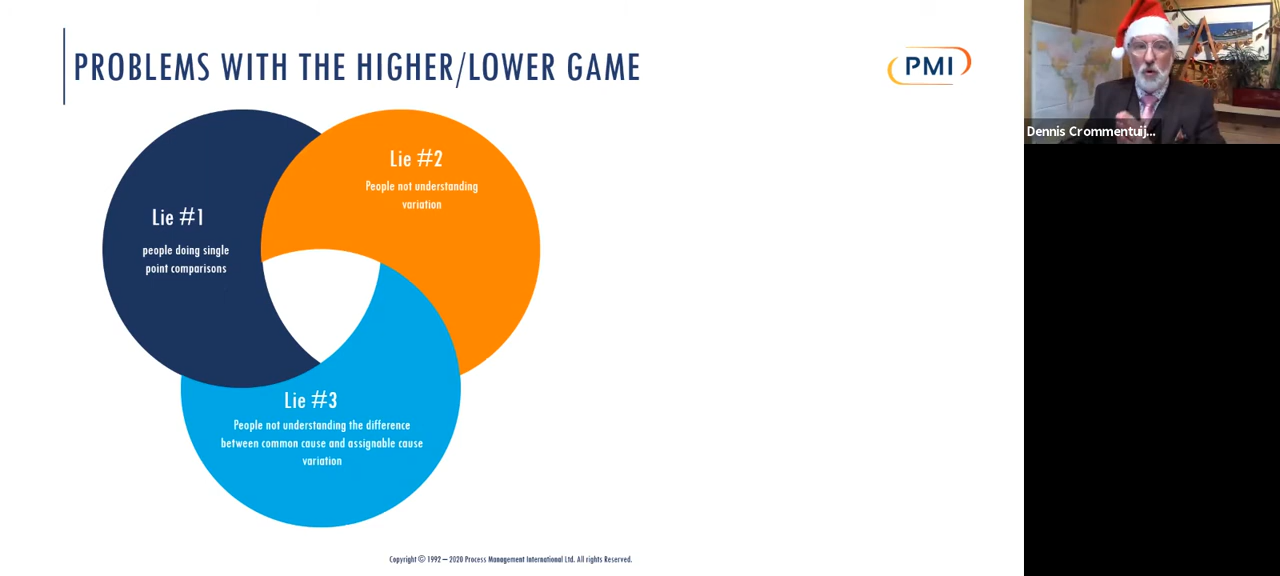 PROBLEMS WITH THE HIGHER/LOWER GAME
PMI
Dennis Crommentuij...
Lie #2
People not understanding
variation
Lie #1
people doing single
point comparisons
Lie #3
People not understanding the difference
between common cause and assignable cause
variation
Copyright © 1992 – 2020 Process Management International Ltd. All rights Reserved.